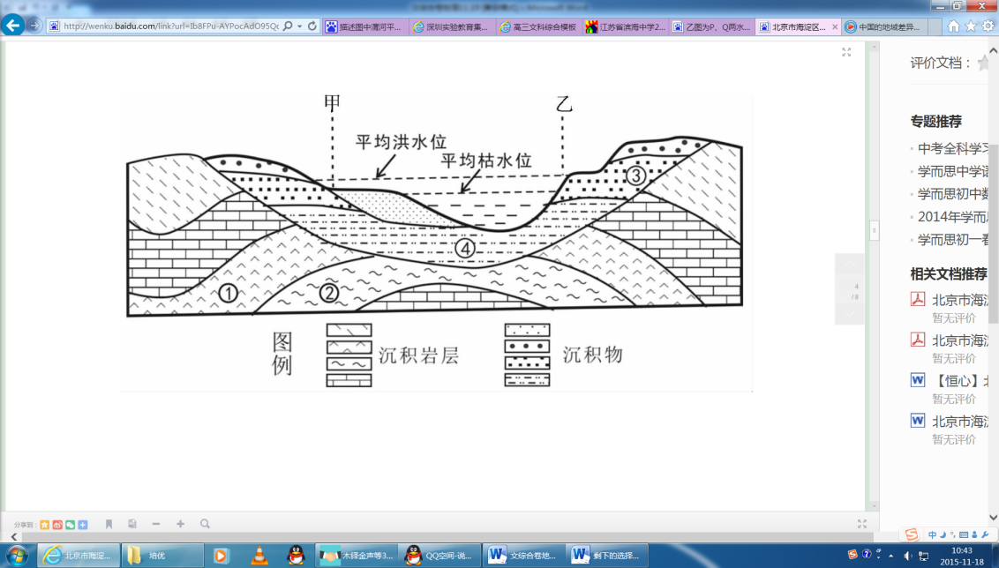 http://wenku.baidu.com/link?url=Ib8FPu-AYPocAdO95Qc
描述图中渭河平...
深圳实验教育集...
高三文科综合模板
江苏省滨海中学2...
乙图为P、Q两水...
北京市海淀区...
中国的地域差异...
评价文档：
甲
乙
平均洪水位
平均枯水位
③
④
①
②
图例
沉积岩层
沉积物
专题推荐
中考全科学习
学而思中学语
学而思初中数
2014年学而
学而思初一看
相关文档推荐
北京市海
暂无评价
北京市海
暂无评价
【恒心】北
暂无评价
北京市海
暂无评价
4
/ 8
分享到：
中
北京市海淀...
培优
木铎金声等3...
QQ空间-说...
文综合卷地...
剩下的选择...
10:43
2015-11-18